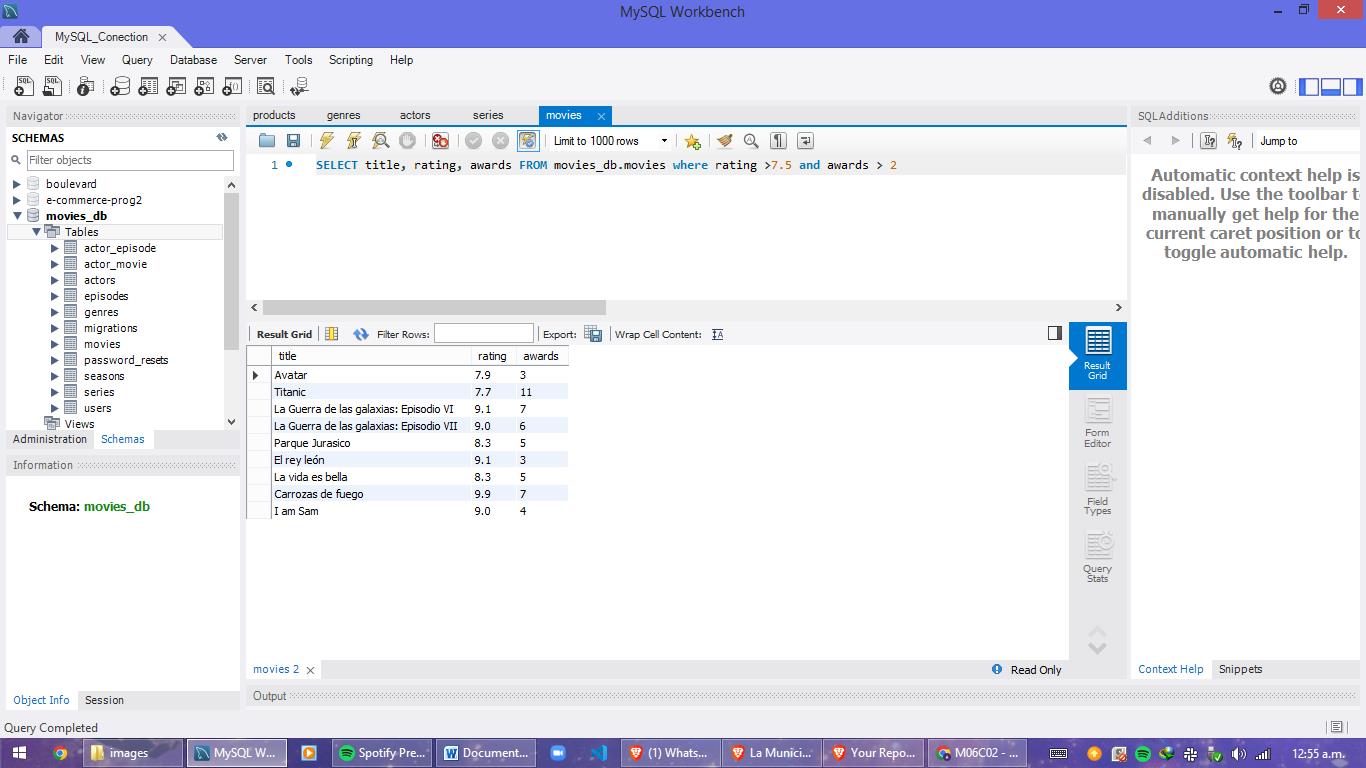 MySQL Workbench
MySQL_Conection
File Edit View Query Database Server Tools Scripting Help
Navigator
SCHEMAS
Filter objects
boulevard
e-commerce-prog2
movies_db
Tables
actor_episode
actor_movie
actors
episodes
genres
migrations
movies
password_resets
seasons
series
users
Views
Administration Schemas
Information
Schema: movies_db
Object Info Session
products genres actors series movies
Limit to 1000 rows
1 SELECT title, rating, awards FROM movies_db.movies where rating >7.5 and awards > 2
Result Grid Filter Rows: Export: Wrap Cell Content:
title rating awards
Avatar 7.9 3
Titanic 7.7 11
La Guerra de las galaxias: Episodio VI 9.1 7
La Guerra de las galaxias: Episodio VII 9.0 6
Parque Jurasico 8.3 5
El rey león 9.1 3
La vida es bella 8.3 5
Carrozas de fuego 9.9 7
I am Sam 9.0 4
Result
Grid
Form
Editor
Field
Types
Query
Stats
movies 2 Read Only
Output
SQLAdditions
Jump to
Automatic context help is
disabled. Use the toolbar t
manually get help for the
current caret position or to
toggle automatic help.
Context Help Snippets
Query Completed
images MySQL W... Spotify Pre... Document... (1) Whats... La Munici... Your Repo... M06C02 - ... 12:55 a.m.